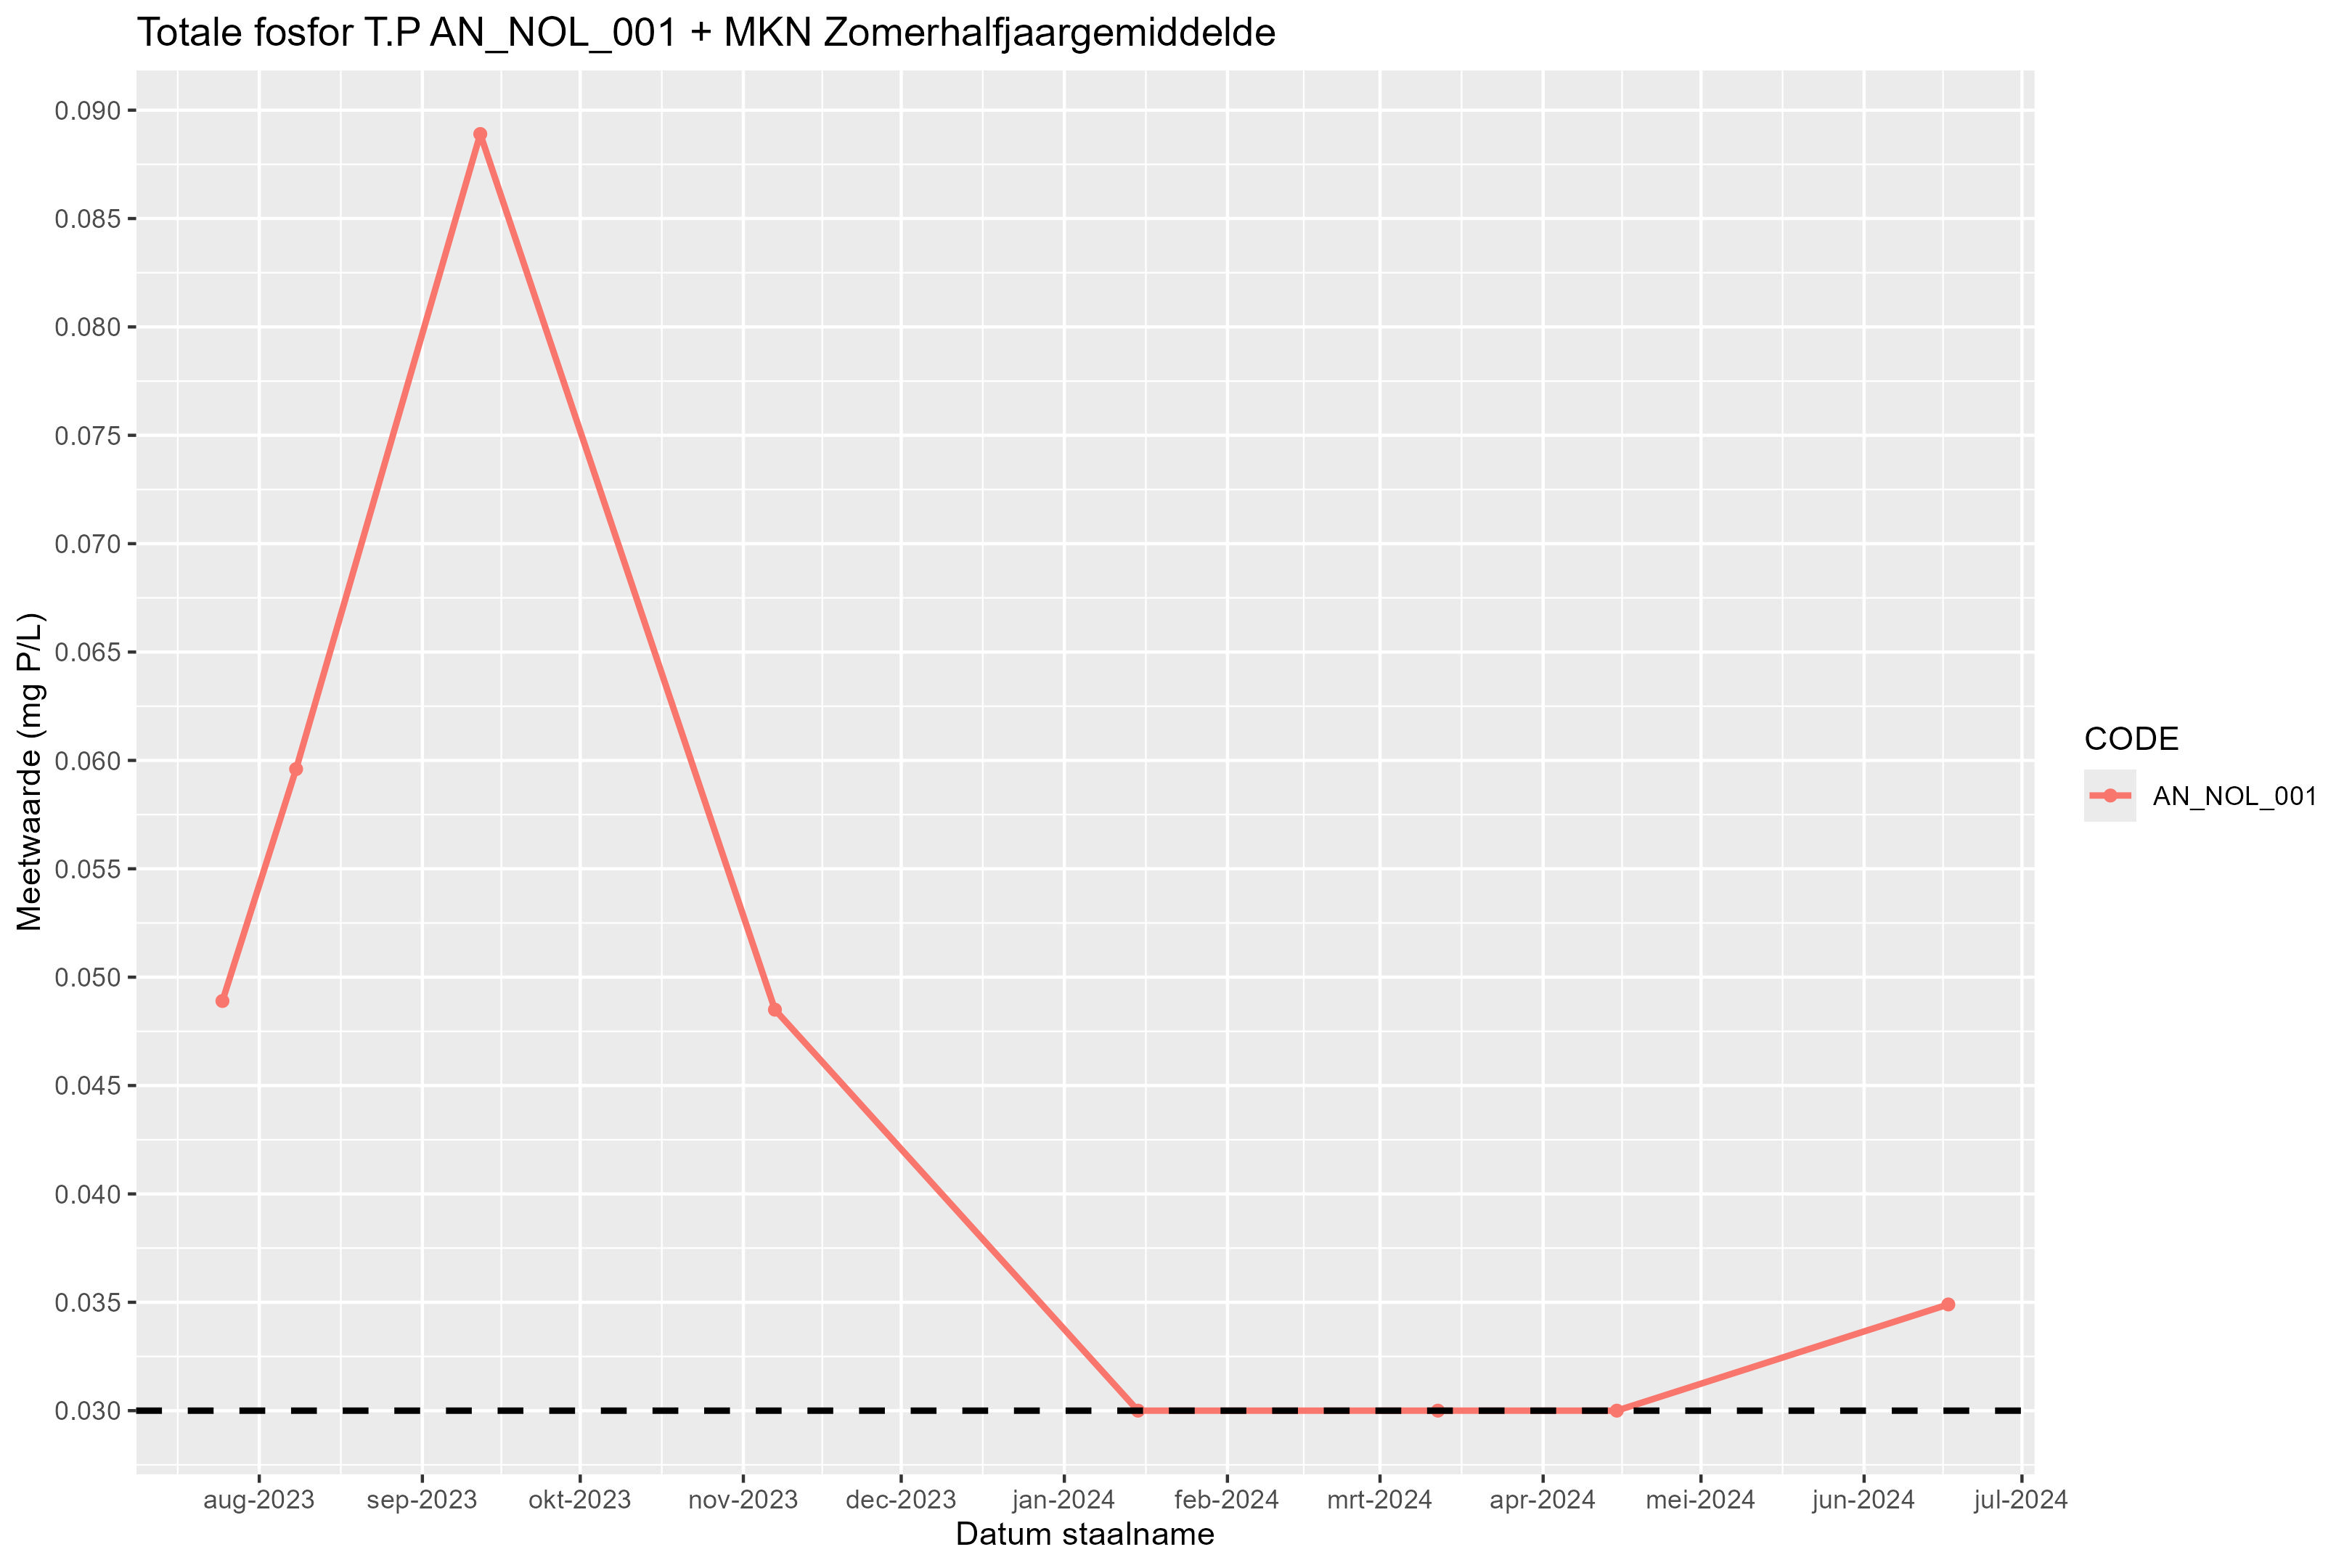 Totale fosfor T.P AN_NOL_001 + MKN Zomerhalfjaargemiddelde
Meetwaarde (mg P/L)
0.090
0.085
0.080
0.075
0.070
0.065
0.060
0.055
0.050
0.045
0.040
0.035
0.030
aug-2023 sep-2023 okt-2023 nov-2023 dec-2023 jan-2024 feb-2024 mrt-2024 apr-2024 mei-2024 jun-2024 jul-2024
Datum staalname
CODE
AN_NOL_001